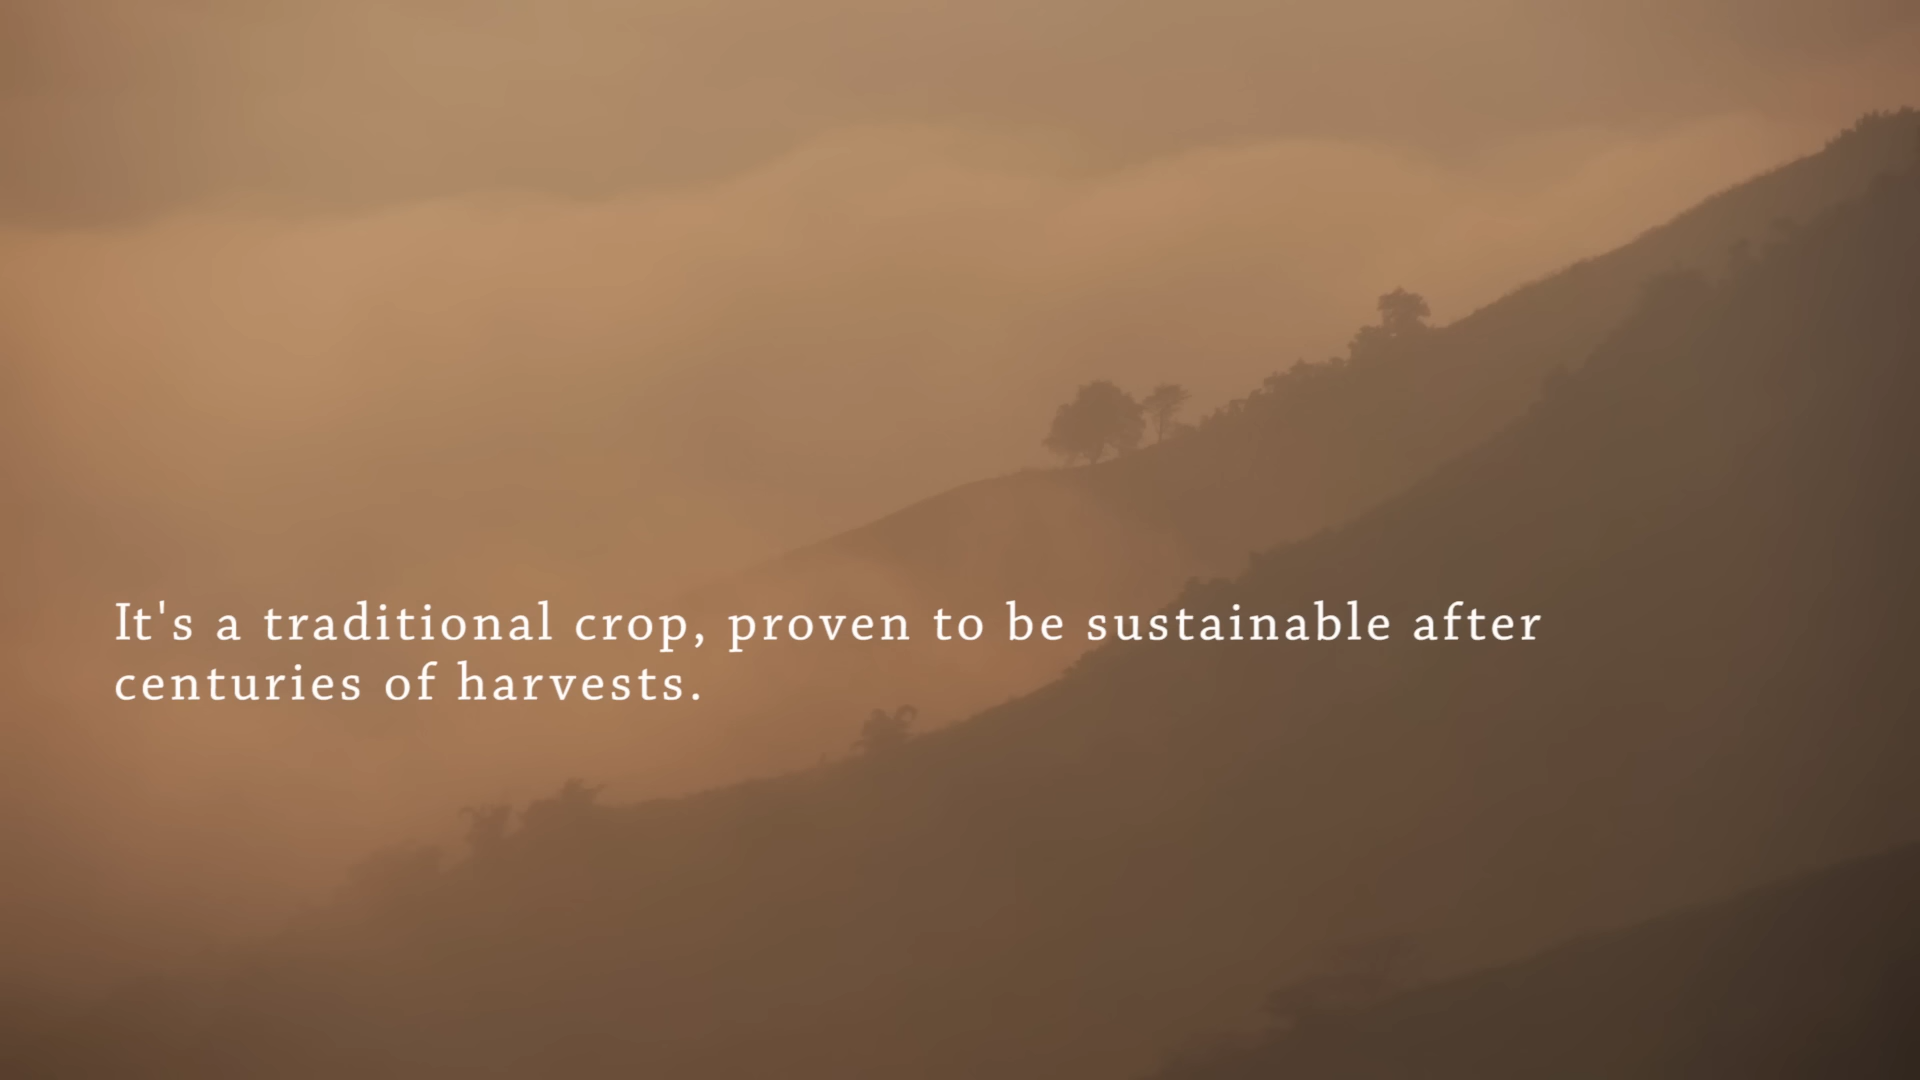 It's a traditional crop, proven to be sustainable after
centuries of harvests.